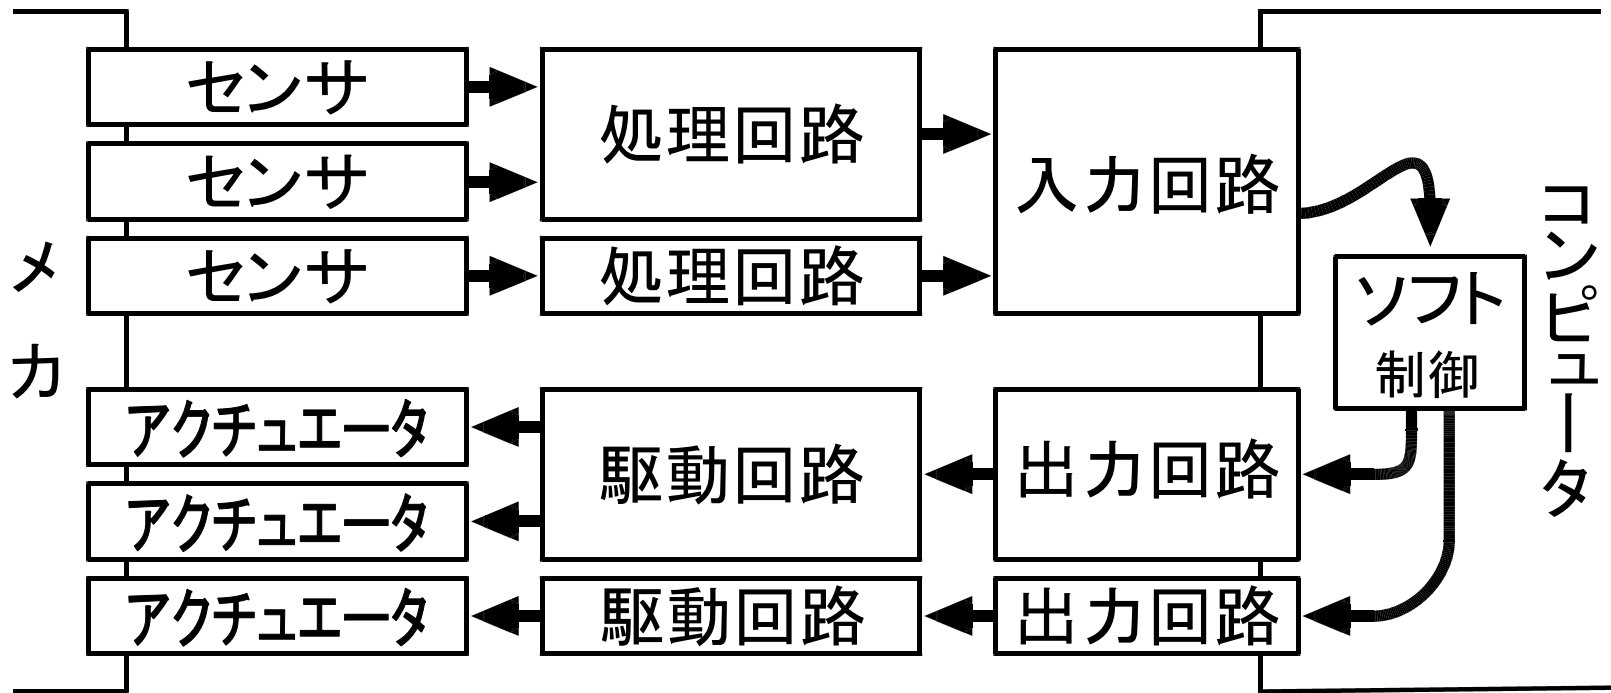 メカ
センサ
センサ
センサ
処理回路
処理回路
入力回路
コンピュータ
ソフト
制御
アクチュエータ
アクチュエータ
アクチュエータ
駆動回路
駆動回路
出力回路
出力回路